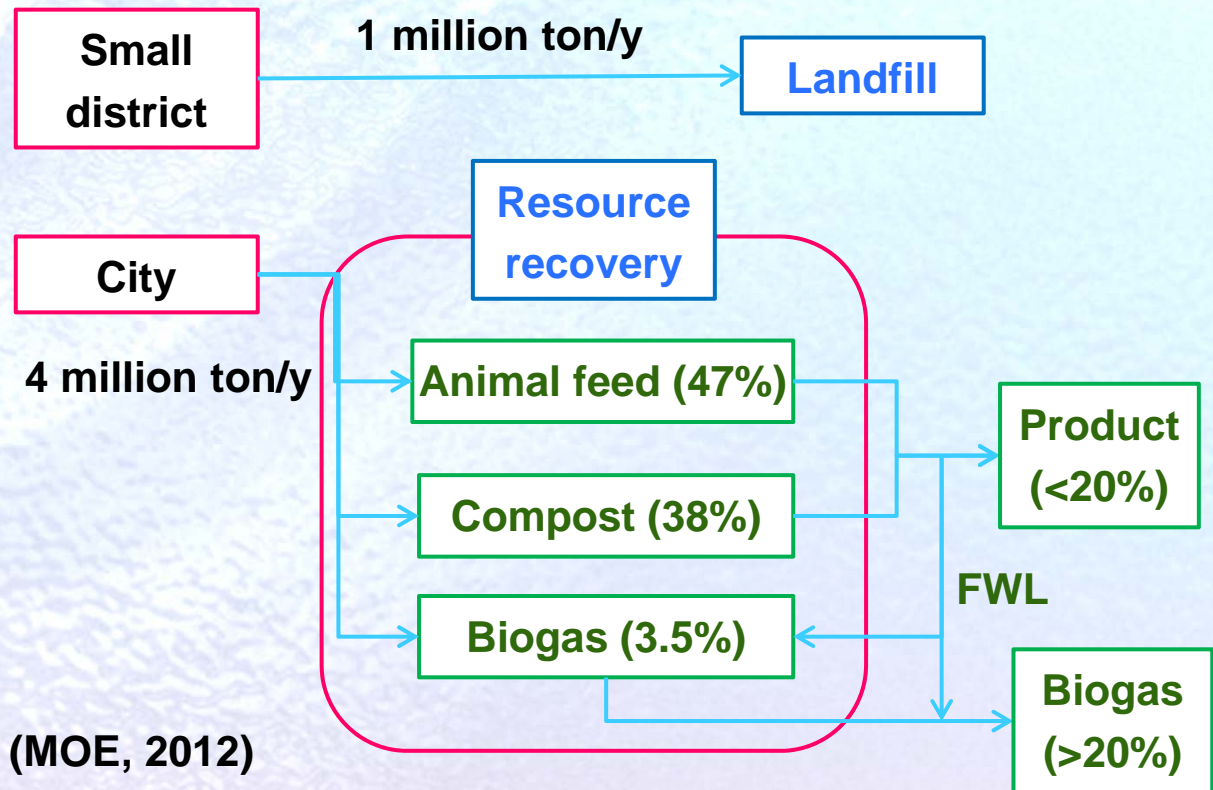 Small
district
1 million ton/y
Landfill
Resource
recovery
City
4 million ton/y
Animal feed (47%)
Product
(<20%)
Compost (38%)
FWL
Biogas (3.5%)
Biogas
(>20%)
(MOE, 2012)